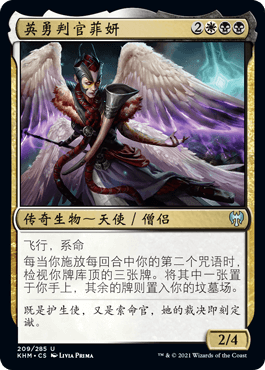 英勇判官菲妍 2
传奇生物～天使／僧侣
飞行，系命
每当你施放每回合中你的第二个咒语时，
检视你牌库顶的三张牌。将其中一张置
于你手上，其余的牌则置入你的坟墓场。
既是护生使，又是索命官，她的裁决即刻定
谳。
2/4
209/285 U
KHM • CS LIVIA PRIMA
™ & © 2021 Wizards of the Coast